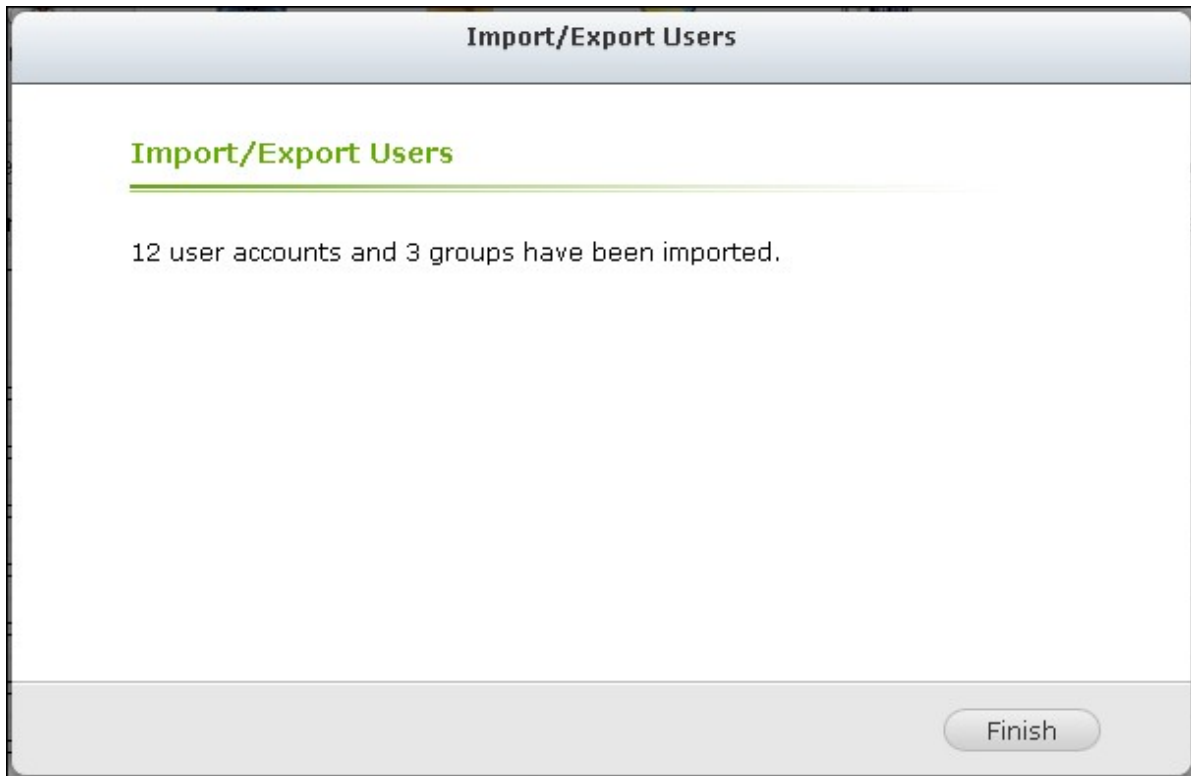 Import/Export Users
Import/Export Users
12 user accounts and 3 groups have been imported.
Finish